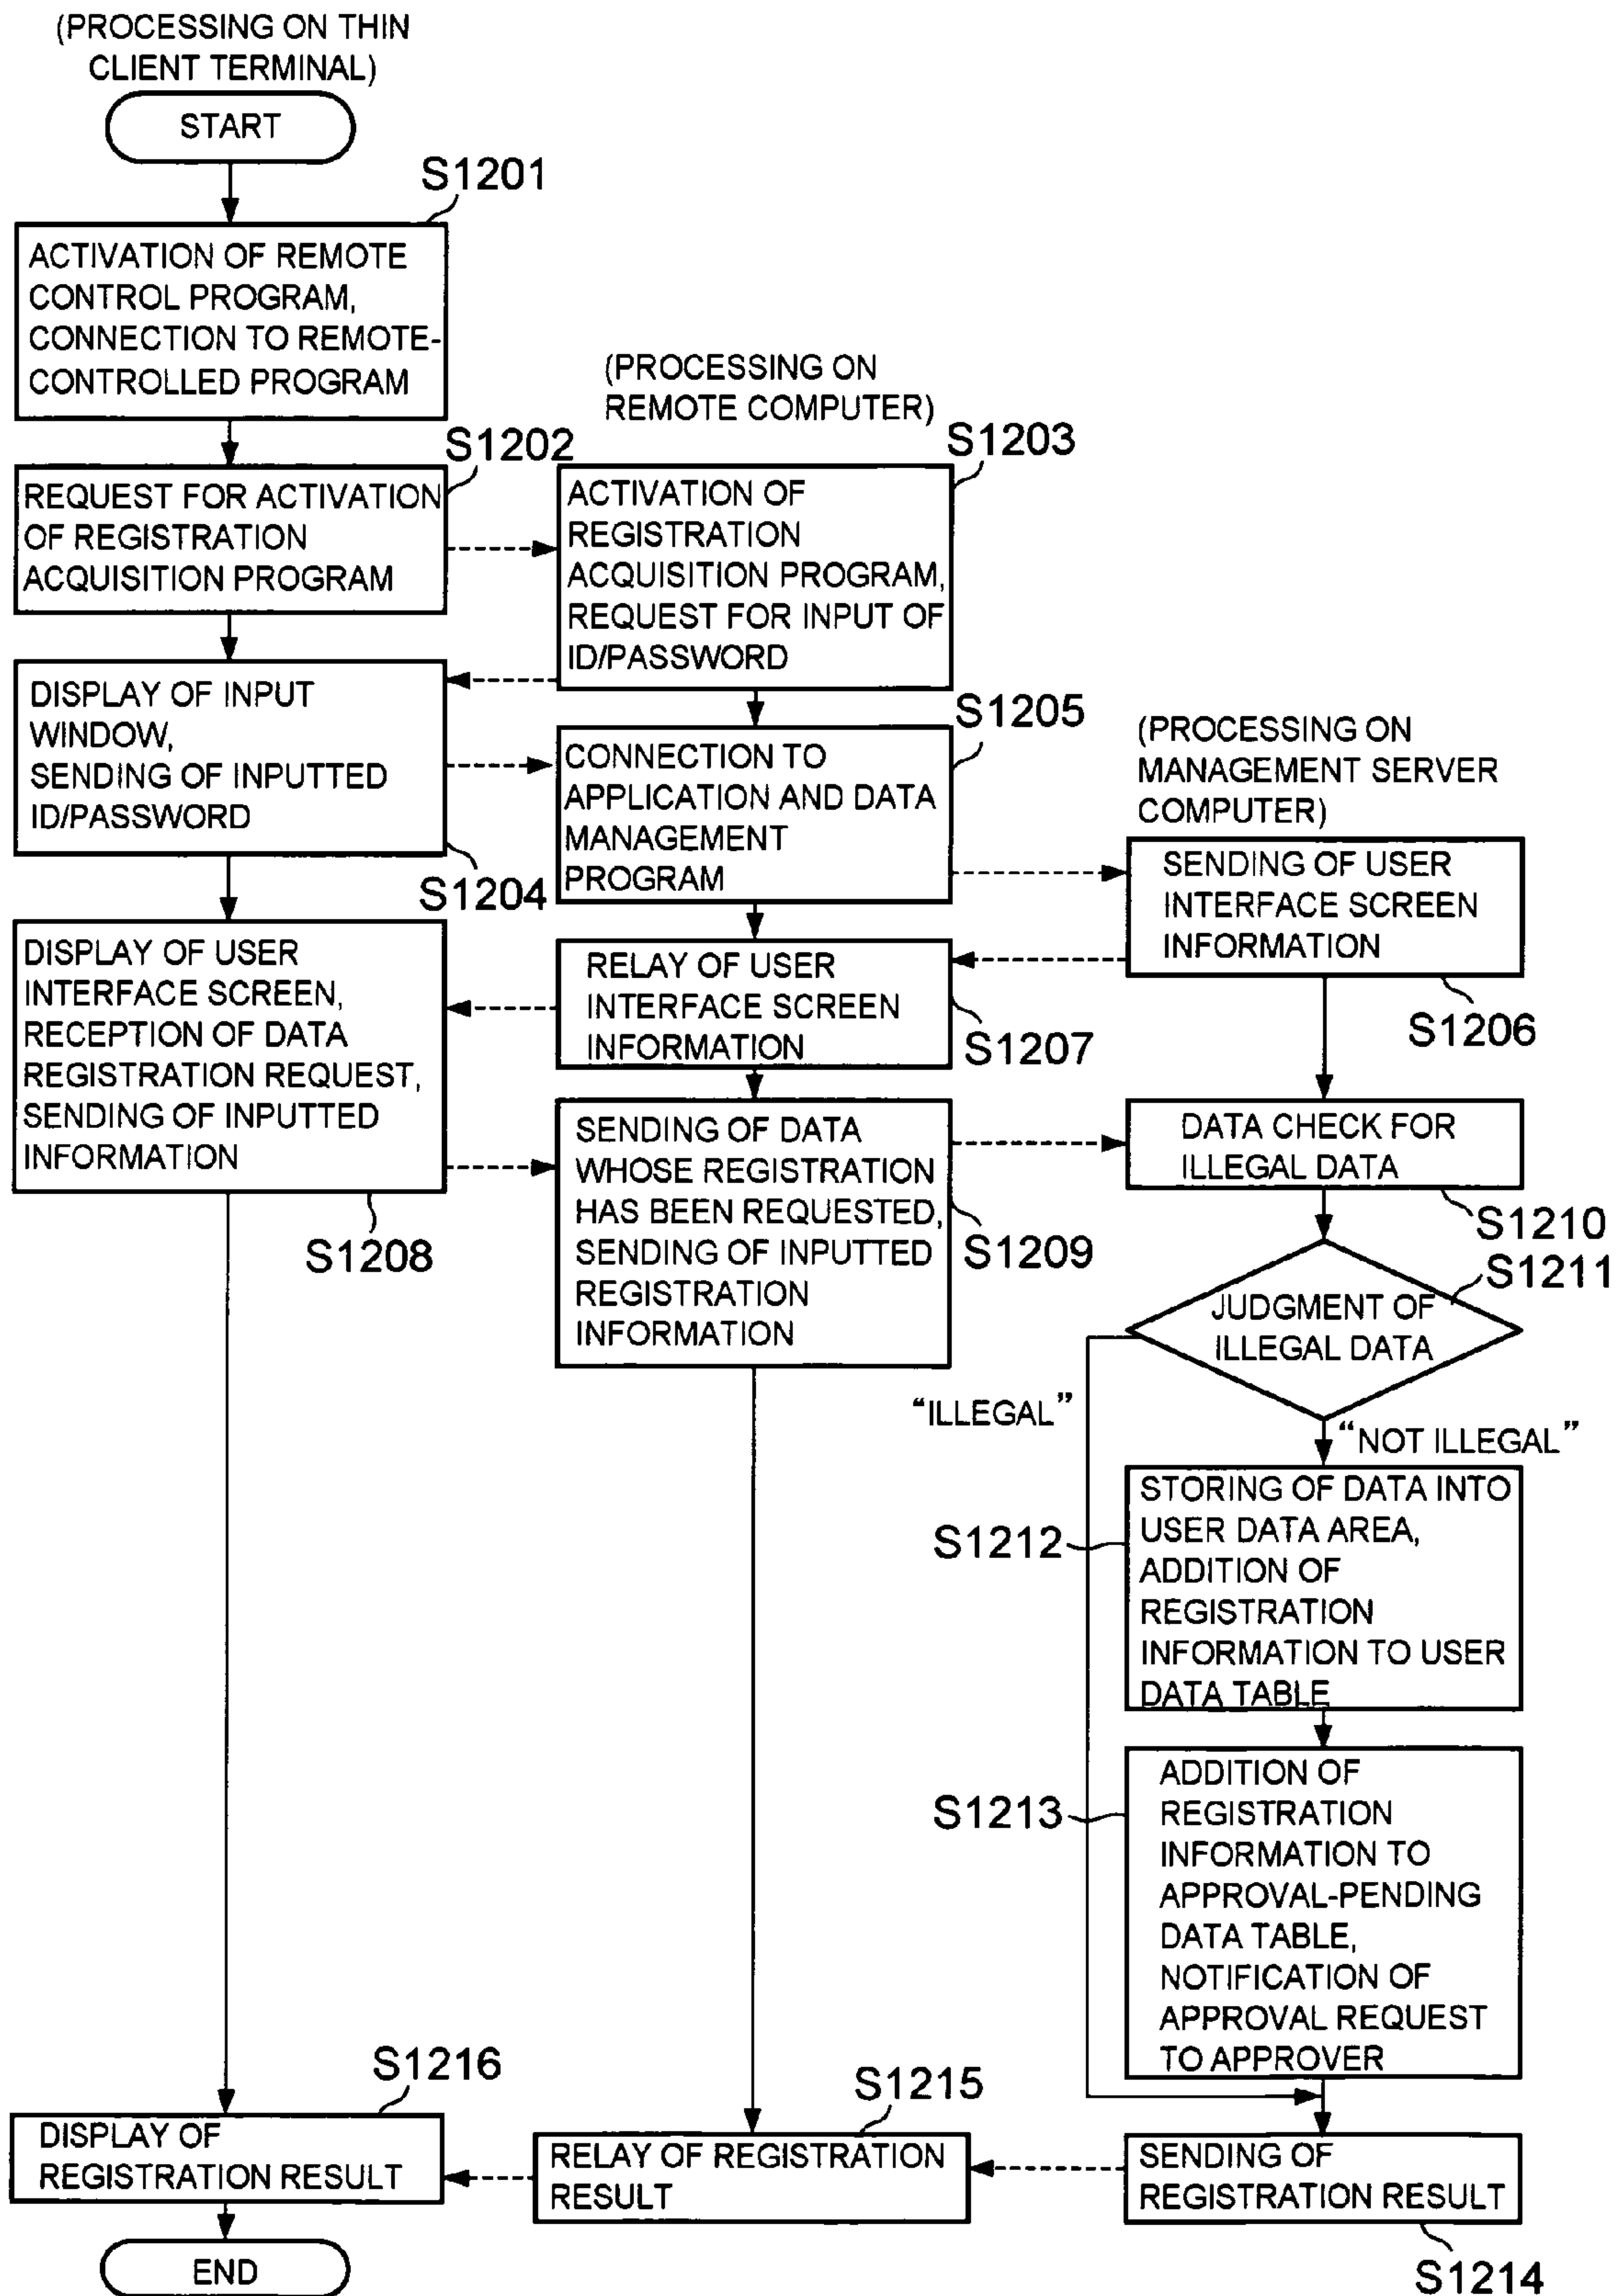 (PROCESSING ON THIN
CLIENT TERMINAL)
START
S1201
ACTIVATION OF REMOTE
CONTROL PROGRAM,
CONNECTION TO REMOTE-
CONTROLLED PROGRAM
S1202
REQUEST FOR ACTIVATION
OF REGISTRATION
ACQUISITION PROGRAM
(PROCESSING ON
REMOTE COMPUTER)
S1203
ACTIVATION OF
REGISTRATION
ACQUISITION PROGRAM,
REQUEST FOR INPUT OF
ID/PASSWORD
DISPLAY OF INPUT
WINDOW,
SENDING OF INPUTTED
ID/PASSWORD
S1204
S1205
CONNECTION TO
APPLICATION AND DATA
MANAGEMENT
PROGRAM
(PROCESSING ON
MANAGEMENT SERVER
COMPUTER)
SENDING OF USER
INTERFACE SCREEN
INFORMATION
S1206
RELAY OF USER
INTERFACE SCREEN
INFORMATION
S1207
DISPLAY OF USER
INTERFACE SCREEN,
RECEPTION OF DATA
REGISTRATION REQUEST,
SENDING OF INPUTTED
INFORMATION
S1208
SENDING OF DATA
WHOSE REGISTRATION
HAS BEEN REQUESTED,
SENDING OF INPUTTED
REGISTRATION
INFORMATION
S1209
DATA CHECK FOR
ILLEGAL DATA
S1210
S1211
JUDGMENT OF
ILLEGAL DATA
“ILLEGAL”
“NOT ILLEGAL”
S1212
STORING OF DATA INTO
USER DATA AREA,
ADDITION OF
REGISTRATION
INFORMATION TO USER
DATA TABLE
S1213
ADDITION OF
REGISTRATION
INFORMATION TO
APPROVAL-PENDING
DATA TABLE,
NOTIFICATION OF
APPROVAL REQUEST
TO APPROVER
S1216
DISPLAY OF
REGISTRATION RESULT
S1215
RELAY OF REGISTRATION
RESULT
SENDING OF
REGISTRATION RESULT
S1214
END